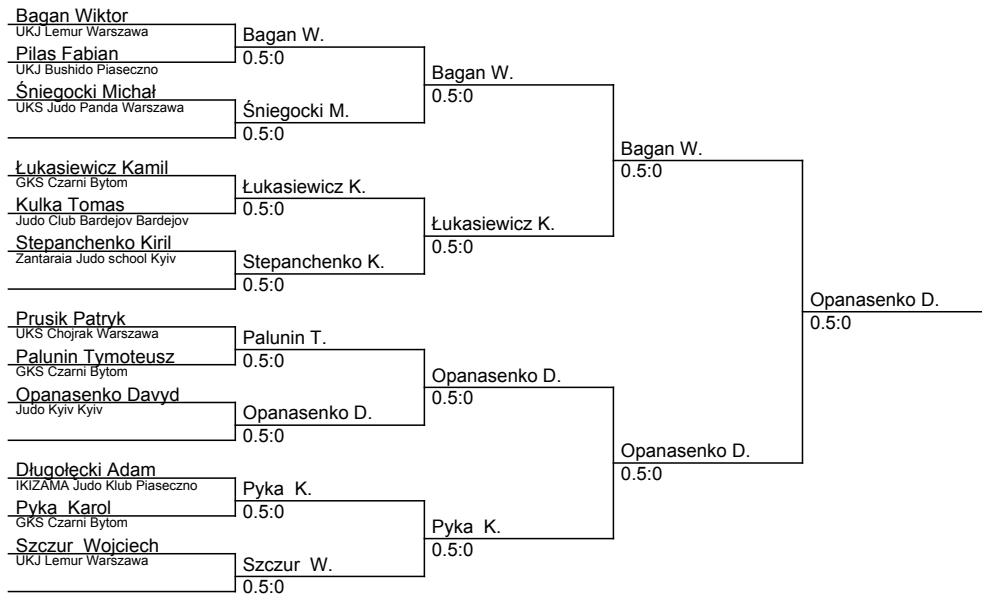 Bagan Wiktor
UKJ Lemur Warszawa
Pilas Fabian
UKJ Bushido Piaseczno
Śniegocki Michał
UKS Judo Panda Warszawa
Łukasiewicz Kamil
GKS Czarni Bytom
Kulka Tomas
Judo Club Bardejov Bardejov
Stepanchenko Kiril
Zantaraia Judo school Kyiv
Prusik Patryk
UKS Chojrak Warszawa
Palunin Tymoteusz
GKS Czarni Bytom
Opanasenko Davyd
Judo Kyiv Kyiv
Długołęcki Adam
IKIZAMA Judo Klub Piaseczno
Pyka  Karol
GKS Czarni Bytom
Szczur  Wojciech
UKJ Lemur Warszawa
Bagan W.
0.5:0
Śniegocki M.
0.5:0
Łukasiewicz K.
0.5:0
Stepanchenko K.
0.5:0
Palunin T.
0.5:0
Opanasenko D.
0.5:0
Pyka  K.
0.5:0
Szczur  W.
0.5:0
Bagan W.
0.5:0
Łukasiewicz K.
0.5:0
Opanasenko D.
0.5:0
Pyka  K.
0.5:0
Bagan W.
0.5:0
Opanasenko D.
0.5:0
Opanasenko D.
0.5:0